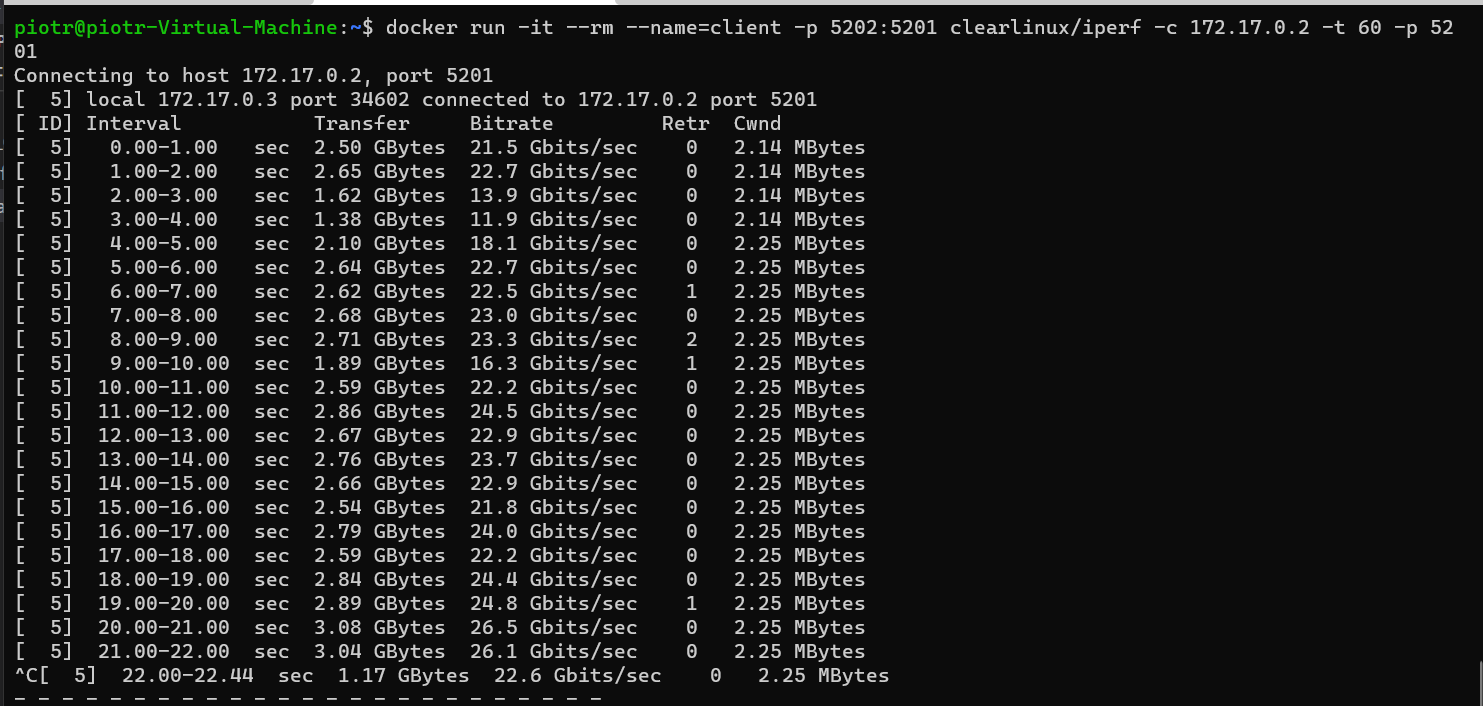 piotr@piotr-Virtual-Machine:~$ docker run -it --rm --name=client -p 5202:5201 clearlinux/iperf -c 172.17.0.2 -t 60 -p 52
01
Connecting to host 172.17.0.2, port 5201
[  5] local 172.17.0.3 port 34602 connected to 172.17.0.2 port 5201
[ ID] Interval           Transfer     Bitrate         Retr  Cwnd
[  5]   0.00-1.00   sec  2.50 GBytes  21.5 Gbits/sec    0   2.14 MBytes
[  5]   1.00-2.00   sec  2.65 GBytes  22.7 Gbits/sec    0   2.14 MBytes
[  5]   2.00-3.00   sec  1.62 GBytes  13.9 Gbits/sec    0   2.14 MBytes
[  5]   3.00-4.00   sec  1.38 GBytes  11.9 Gbits/sec    0   2.14 MBytes
[  5]   4.00-5.00   sec  2.10 GBytes  18.1 Gbits/sec    0   2.25 MBytes
[  5]   5.00-6.00   sec  2.64 GBytes  22.7 Gbits/sec    0   2.25 MBytes
[  5]   6.00-7.00   sec  2.62 GBytes  22.5 Gbits/sec    1   2.25 MBytes
[  5]   7.00-8.00   sec  2.68 GBytes  23.0 Gbits/sec    0   2.25 MBytes
[  5]   8.00-9.00   sec  2.71 GBytes  23.3 Gbits/sec    2   2.25 MBytes
[  5]   9.00-10.00  sec  1.89 GBytes  16.3 Gbits/sec    1   2.25 MBytes
[  5]  10.00-11.00  sec  2.59 GBytes  22.2 Gbits/sec    0   2.25 MBytes
[  5]  11.00-12.00  sec  2.86 GBytes  24.5 Gbits/sec    0   2.25 MBytes
[  5]  12.00-13.00  sec  2.67 GBytes  22.9 Gbits/sec    0   2.25 MBytes
[  5]  13.00-14.00  sec  2.76 GBytes  23.7 Gbits/sec    0   2.25 MBytes
[  5]  14.00-15.00  sec  2.66 GBytes  22.9 Gbits/sec    0   2.25 MBytes
[  5]  15.00-16.00  sec  2.54 GBytes  21.8 Gbits/sec    0   2.25 MBytes
[  5]  16.00-17.00  sec  2.79 GBytes  24.0 Gbits/sec    0   2.25 MBytes
[  5]  17.00-18.00  sec  2.59 GBytes  22.2 Gbits/sec    0   2.25 MBytes
[  5]  18.00-19.00  sec  2.84 GBytes  24.4 Gbits/sec    0   2.25 MBytes
[  5]  19.00-20.00  sec  2.89 GBytes  24.8 Gbits/sec    1   2.25 MBytes
[  5]  20.00-21.00  sec  3.08 GBytes  26.5 Gbits/sec    0   2.25 MBytes
[  5]  21.00-22.00  sec  3.04 GBytes  26.1 Gbits/sec    0   2.25 MBytes
^C[  5]  22.00-22.44  sec  1.17 GBytes  22.6 Gbits/sec    0   2.25 MBytes
- - - - - - - - - - - - - - - - - - - - - - - - -